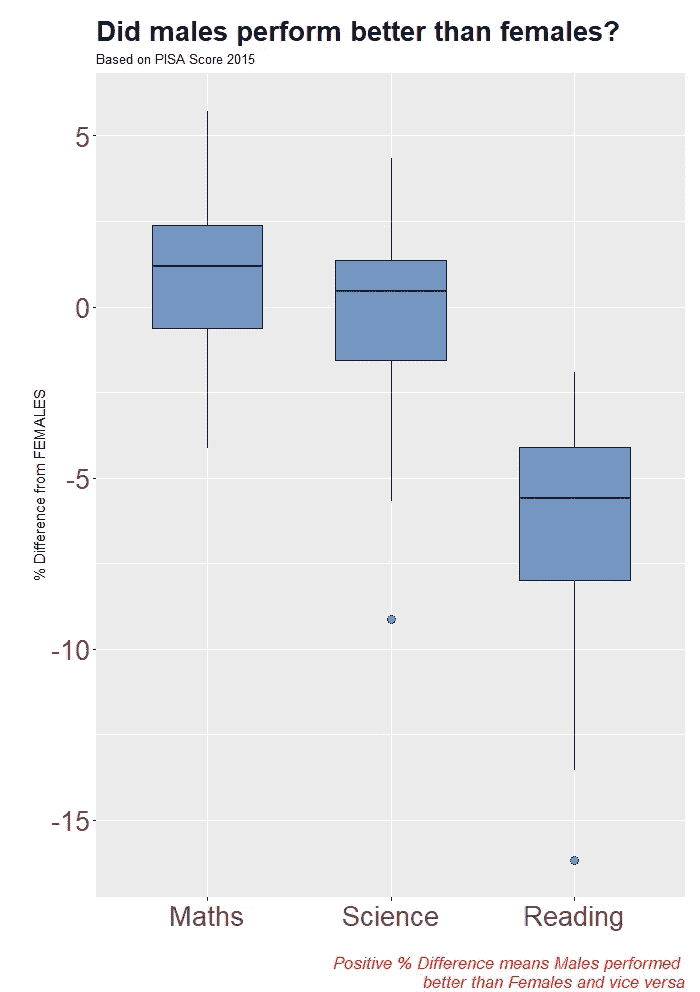 Did males perform better than females?
Based on PISA Score 2015
% Difference from FEMALES
5
0
-5
-10
-15
Maths Science Reading
Positive % Difference means Males performed
better than Females and vice versa